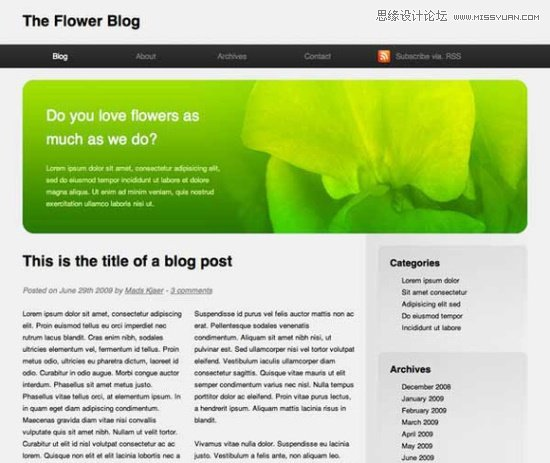 思缘设计论坛 WWW.MISSYUAN.COM
The Flower Blog
Blog
About
Archives
Contact
Subscribe via. RSS
Do you love flowers as
much as we do?
Lorem ipsum dolor sit amet, consectetur adipisicing elit,
sed do eiusmod tempor incididunt ut labore et dolore
magna aliqua. Ut enim ad minim veniam, quis nostrud
exercitation ullamco laboris nisi ut.
This is the title of a blog post
Posted on June 29th 2009 by Mads Kjaer - 3 comments
Lorem ipsum dolor sit amet, consectetur adipiscing
elit. Proin euismod tellus eu orci imperdiet nec
rutrum lacus blandit. Cras enim nibh, sodales
ultricies elementum vel, fermentum id tellus. Proin
metus odio, ultricies eu pharetra dictum, laoreet id
odio. Curabitur in odio augue. Morbi congue auctor
interdum. Phasellus sit amet metus justo.
Phasellus vitae tellus orci, at imperdiet ipsum. In
in quam eget diam adipiscing condimentum.
Maecenas gravida diam vitae nisi convallis
vulputate quis sit amet nibh. Nullam ut velit tortor.
Curabitur ut elit id nisl volutpat consectetur ac ac
lorem. Quisque non elit et elit lacinia lobortis nec a
Suspendisse id purus vel felis auctor mattis non ac
erat. Pellentesque sodales venenatis
condimentum. Aliquam sit amet nibh nisi, ut
pulvinar est. Sed ullamcorper nisi vel tortor volutpat
eleifend. Vestibulum iaculis ullamcorper diam
consectetur sagittis. Quisque vitae mauris ut elit
semper condimentum varius nec nisl. Nulla tempus
porttitor dolor ac eleifend. Proin vitae purus lectus,
a hendrerit ipsum. Aliquam mattis lacinia risus in
blandit.
Vivamus vitae nulla dolor. Suspendisse eu lacinia
justo. Vestibulum a felis ante, non aliquam leo.
Categories
Lorem ipsum dolor
Sit amet consectetur
Adipisicing elit sed
Do eiusmod tempor
Incididunt ut labore
Archives
December 2008
January 2009
February 2009
March 2009
April 2009
May 2009
June 2009